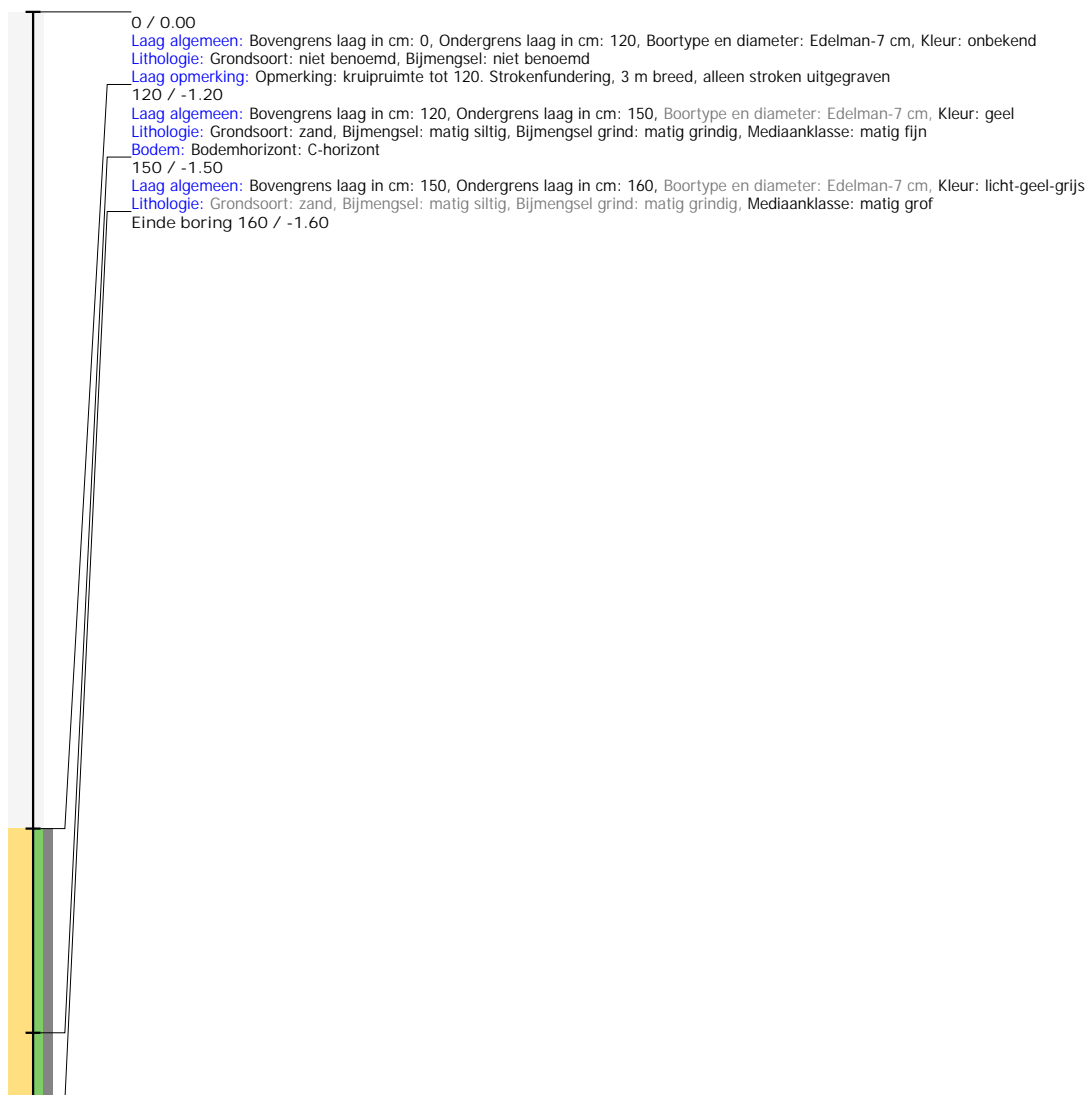 0 / 0.00
Laag algemeen: Bovengrens laag in cm: 0, Ondergrens laag in cm: 120, Boortype en diameter: Edelman-7 cm, Kleur: onbekend
Lithologie: Grondsoort: niet benoemd, Bijmengsel: niet benoemd
Laag opmerking: Opmerking: kruipruimte tot 120. Strokenfundering, 3 m breed, alleen stroken uitgegraven
120 / -1.20
Laag algemeen: Bovengrens laag in cm: 120, Ondergrens laag in cm: 150, Boortype en diameter: Edelman-7 cm, Kleur: geel
Lithologie: Grondsoort: zand, Bijmengsel: matig siltig, Bijmengsel grind: matig grindig, Mediaanklasse: matig fijn
Bodem: Bodemhorizont: C-horizont
150 / -1.50
Laag algemeen: Bovengrens laag in cm: 150, Ondergrens laag in cm: 160, Boortype en diameter: Edelman-7 cm, Kleur: licht-geel-grijs
Lithologie: Grondsoort: zand, Bijmengsel: matig siltig, Bijmengsel grind: matig grindig, Mediaanklasse: matig grof
Einde boring 160 / -1.60